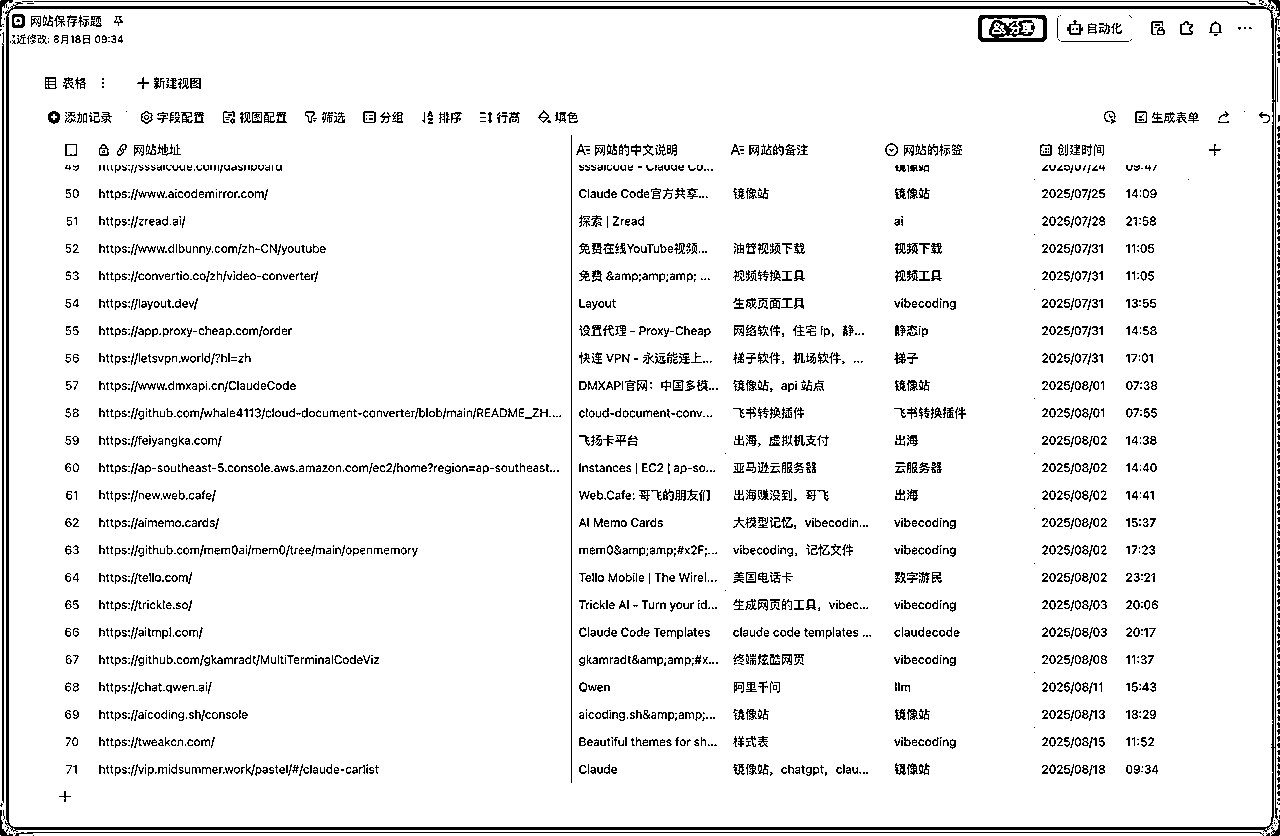 网站保存标题
最近修改: 8月18日 09:34
分享 自动化
表格 新建视图
添加记录 字段配置 视图配置 筛选 分组 排序 行高 填色 生成表单
网站地址 网站的中文说明 网站的备注 网站的标签 创建时间
49 https://sssaicode.com/dashboard sssaicode - Claude Co... 镜像站 2025/07/24 09:47
50 https://www.aicodemirror.com/ Claude Code官方共享... 镜像站 镜像站 2025/07/25 14:09
51 https://zread.ai/ 探索 | Zread ai 2025/07/28 21:58
52 https://www.dlbunny.com/zh-CN/youtube 免费在线YouTube视频... 油管视频下载 视频下载 2025/07/31 11:05
53 https://convertio.co/zh/video-converter/ 免费 &amp;amp;amp; ... 视频转换工具 视频工具 2025/07/31 11:05
54 https://layout.dev/ Layout 生成页面工具 vibecoding 2025/07/31 13:55
55 https://app.proxy-cheap.com/order 设置代理 - Proxy-Cheap 网络软件，住宅 ip，静... 静态ip 2025/07/31 14:58
56 https://letsvpn.world/?hl=zh 快连 VPN - 永远能连上... 梯子软件，机场软件，... 梯子 2025/07/31 17:01
57 https://www.dmxapi.cn/ClaudeCode DMXAPI官网：中国多模... 镜像站，api 站点 镜像站 2025/08/01 07:38
58 https://github.com/whale4113/cloud-document-converter/blob/main/README_ZH.... cloud-document-conv... 飞书转换插件 飞书转换插件 2025/08/01 07:55
59 https://feiyangka.com/ 飞扬卡平台 出海，虚拟机支付 出海 2025/08/02 14:38
60 https://ap-southeast-5.console.aws.amazon.com/ec2/home?region=ap-southeast... Instances | EC2 | ap-so... 亚马逊云服务器 云服务器 2025/08/02 14:40
61 https://new.web.cafe/ Web.Cafe: 哥飞的朋友们 出海赚没到，哥飞 出海 2025/08/02 14:41
62 https://aimemo.cards/ AI Memo Cards 大模型记忆，vibecodin... vibecoding 2025/08/02 15:37
63 https://github.com/mem0ai/mem0/tree/main/openmemory mem0&amp;amp;#x2F;... vibecoding，记忆文件 vibecoding 2025/08/02 17:23
64 https://tello.com/ Tello Mobile | The Wirel... 美国电话卡 数字游民 2025/08/02 23:21
65 https://trickle.so/ Trickle AI - Turn your id... 生成网页的工具，vibec... vibecoding 2025/08/03 20:06
66 https://aitmpl.com/ Claude Code Templates claude code templates ... claudecode 2025/08/03 20:17
67 https://github.com/gkamradt/MultiTerminalCodeViz gkamradt&amp;amp;#x... 终端炫酷网页 vibecoding 2025/08/08 11:37
68 https://chat.qwen.ai/ Qwen 阿里千问 llm 2025/08/11 15:43
69 https://aicoding.sh/console aicoding.sh&amp;amp;... 镜像站 镜像站 2025/08/13 18:29
70 https://tweakcn.com/ Beautiful themes for sh... 样式表 vibecoding 2025/08/15 11:52
71 https://vip.midsummer.work/pastel/#/claude-carlist Claude 镜像站，chatgpt，clau... 镜像站 2025/08/18 09:34